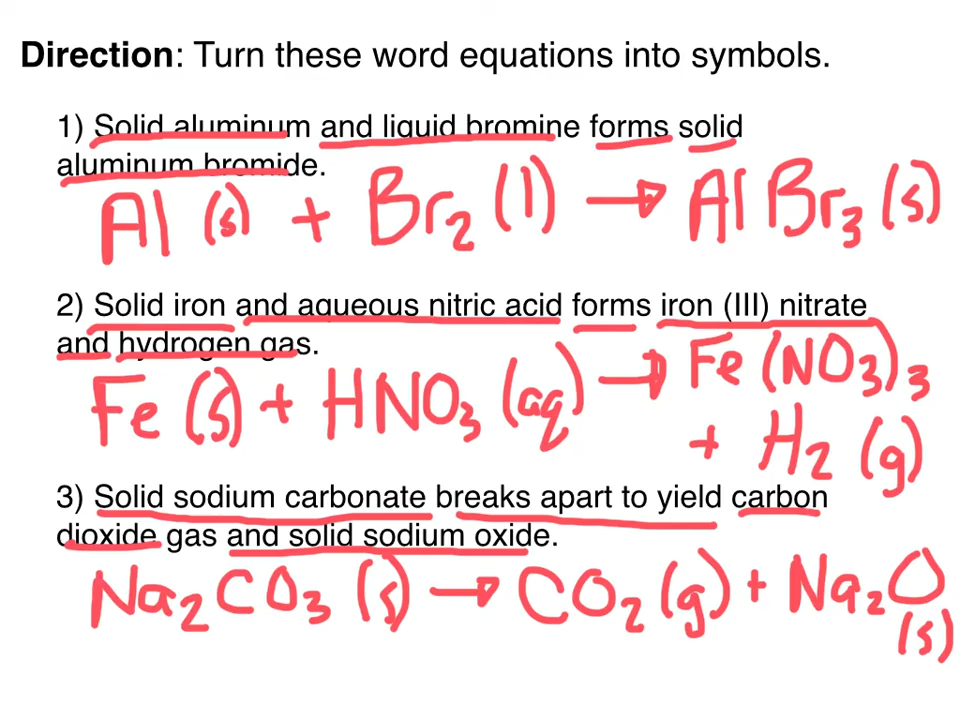 Direction: Turn these word equations into symbols.
1) Solid aluminum and liquid bromine forms solid
aluminum bromide.
Al (s) + Br₂ (l) → AlBr₃ (s)
2) Solid iron and aqueous nitric acid forms iron (III) nitrate
and hydrogen gas.
Fe (s) + HNO₃ (aq) → Fe(NO₃)₃
+ H₂ (g)
3) Solid sodium carbonate breaks apart to yield carbon
dioxide gas and solid sodium oxide.
Na₂CO₃ (s) → CO₂ (g) + Na₂O
(s)